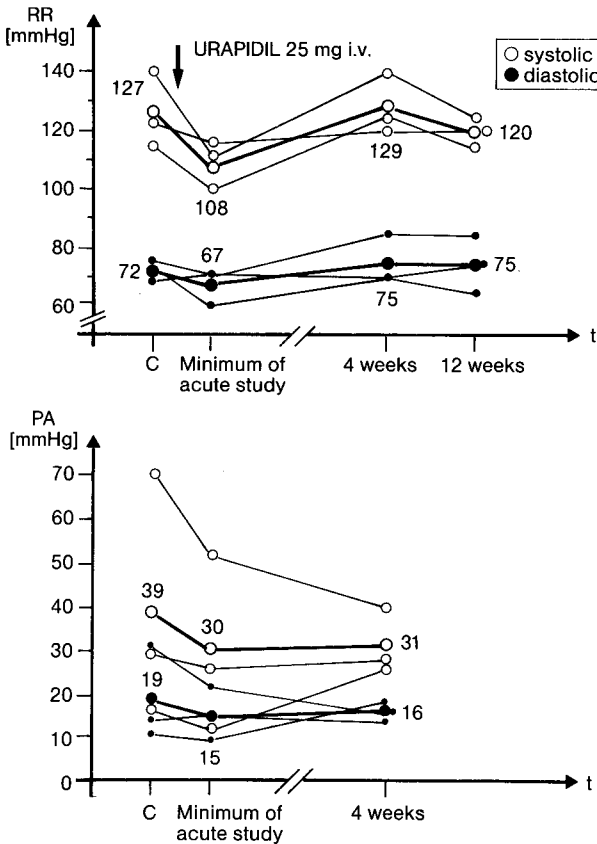 RR
[mmHg]
URAPIDIL 25 mg i.v.
systolic
diastolic
140
127
120
120
129
100
108
80
67
72
75
75
60
t
C
Minimum of
acute study
4 weeks
12 weeks
PA
[mmHg]
70
60
50
40
39
30
30
31
20
19
16
10
15
0
t
C
Minimum of
acute study
4 weeks